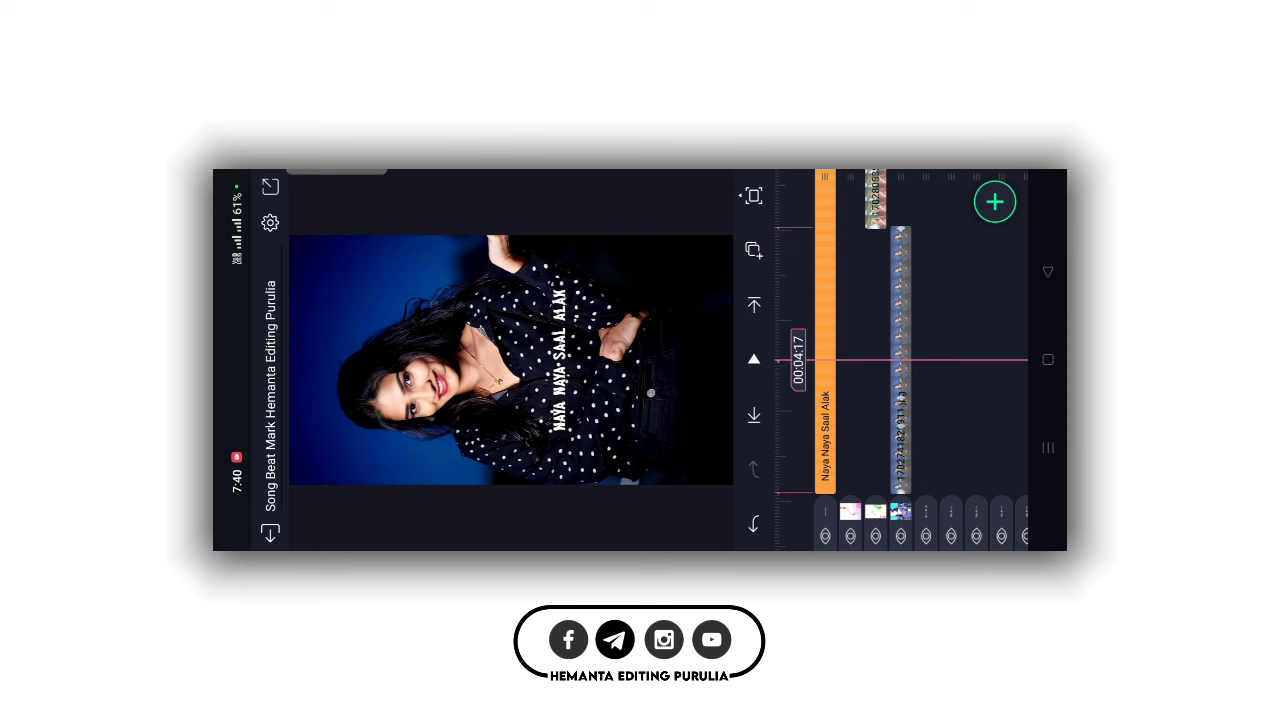 7:40
61%
Song Beat Mark Hemanta Editing Purulia
NAYA NAYA SAAL ALAK
00:04:17
Naya Naya Saal Alak
HEMANTA EDITING PURULIA